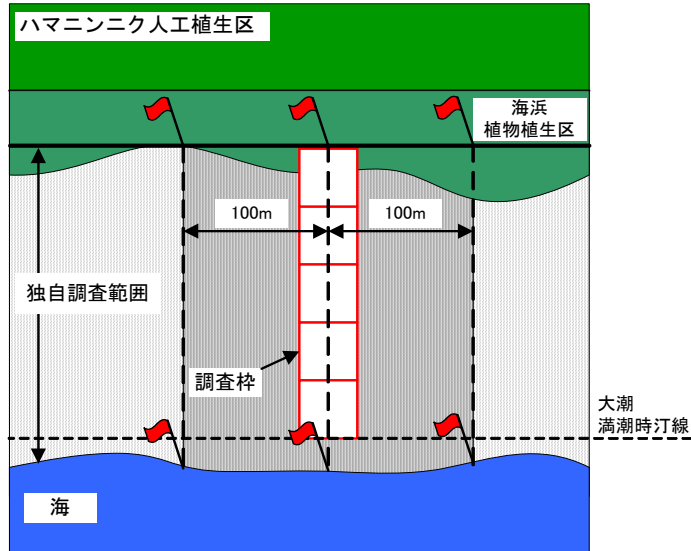 ハマニンニク人工植生区
海浜
植物植生区
100m
100m
独自調査範囲
調査枠
大潮
満潮時汀線
海